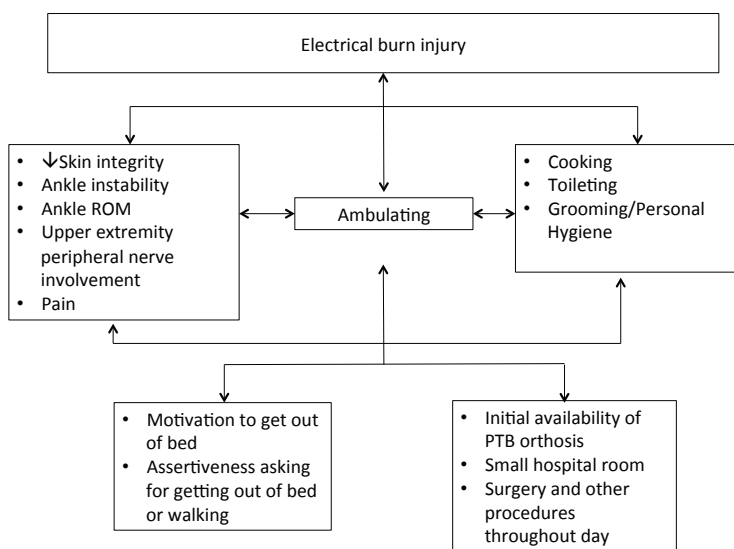 Electrical burn injury
• ↓Skin integrity
• Ankle instability
• Ankle ROM
• Upper extremity
peripheral nerve
involvement
• Pain
Ambulating
• Cooking
• Toileting
• Grooming/Personal
Hygiene
• Motivation to get out
of bed
• Assertiveness asking
for getting out of bed
or walking
• Initial availability of
PTB orthosis
• Small hospital room
• Surgery and other
procedures
throughout day